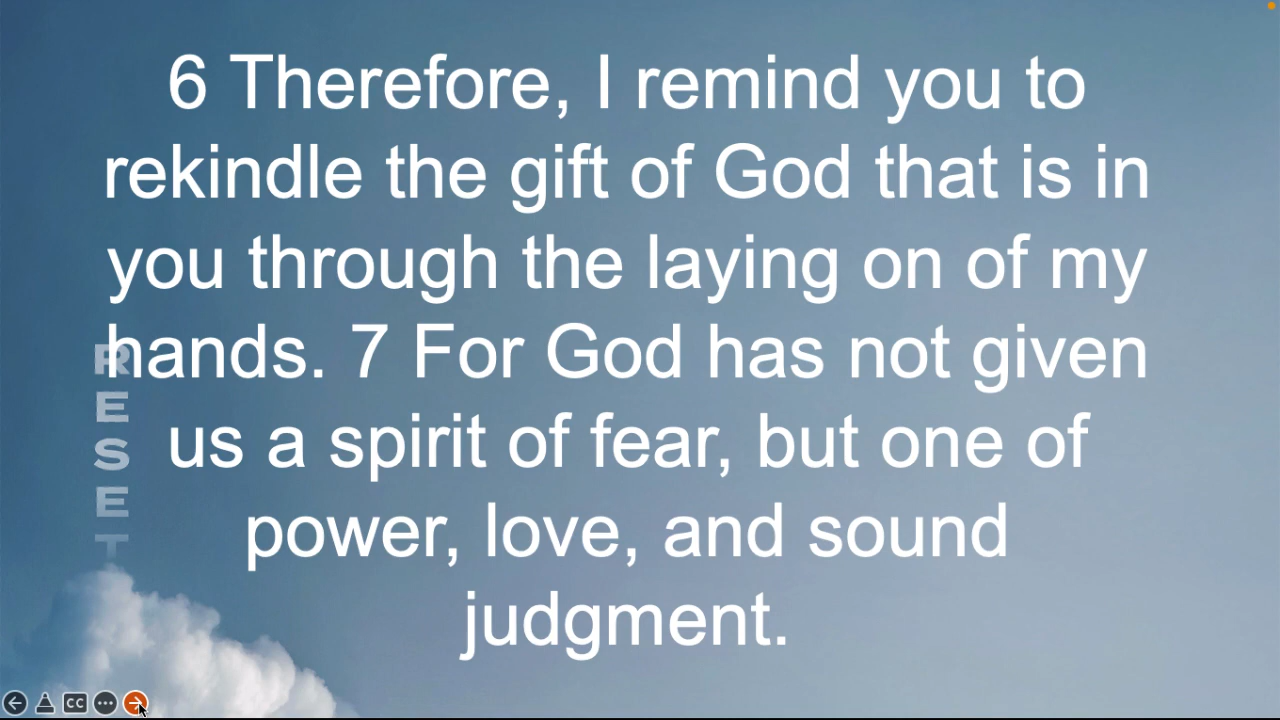 6 Therefore, I remind you to
rekindle the gift of God that is in
you through the laying on of my
hands. 7 For God has not given
us a spirit of fear, but one of
power, love, and sound
judgment.
RESET
CC